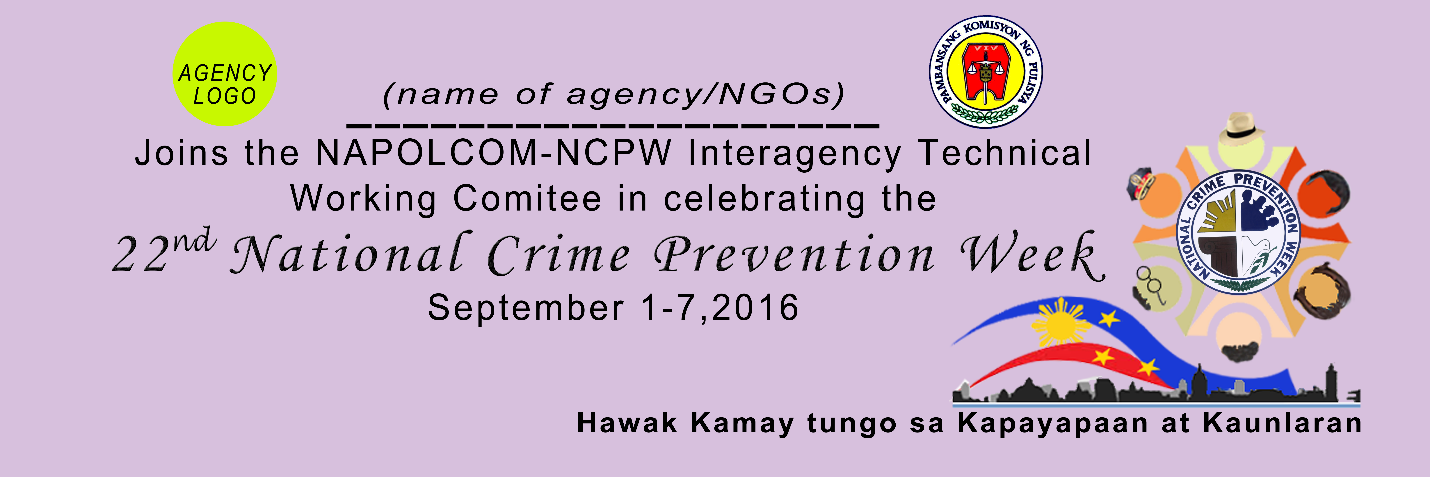 AGENCY
LOGO
PAMBANSANG KOMISYON NG PULISYA
VIV
(name of agency/NGOs)
___________________
Joins the NAPOLCOM-NCPW Interagency Technical
Working Comitee in celebrating the
22nd National Crime Prevention Week
September 1-7,2016
NATIONAL CRIME PREVENTION WEEK
Hawak Kamay tungo sa Kapayapaan at Kaunlaran